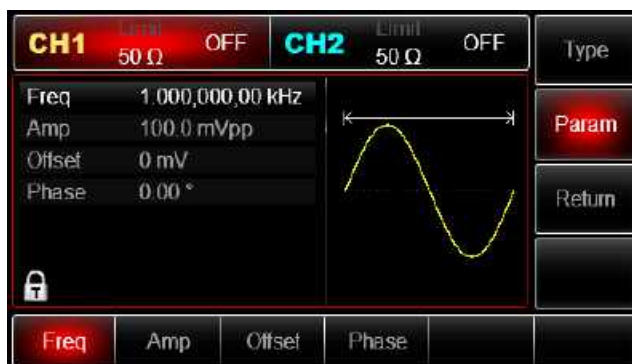 CH1 Limit 50 Ω OFF CH2 Limit 50 Ω OFF
Type
Freq 1.000,000,00 kHz
Amp 100.0 mVpp
Offset 0 mV
Phase 0.00 °
Param
Return
T
Freq Amp Offset Phase